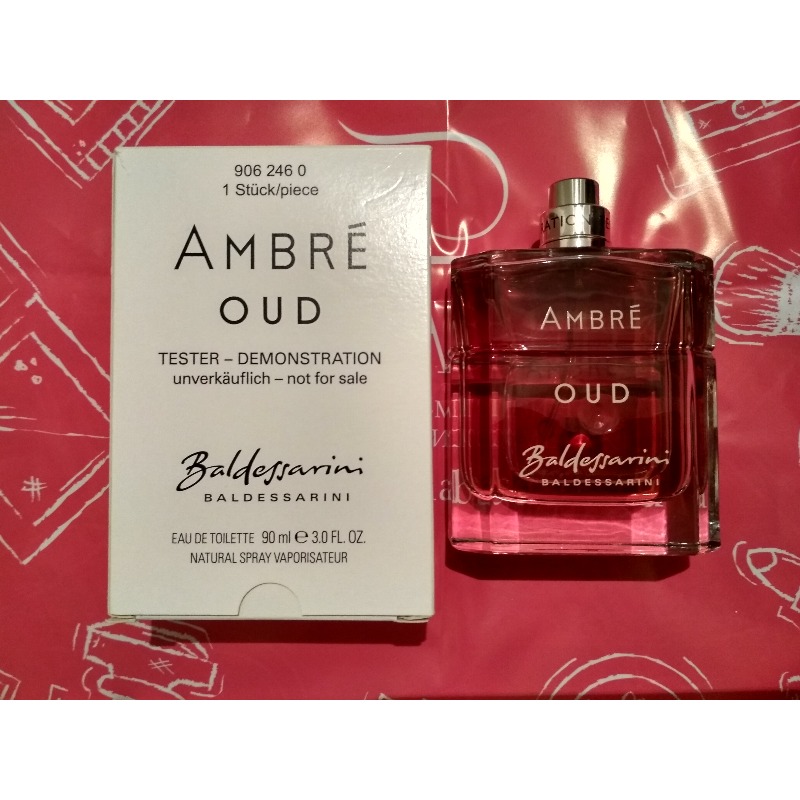 906 246 0
1 Stück/piece
AMBRÉ
OUD
TESTER – DEMONSTRATION
unverkäuflich – not for sale
Baldessarini
BALDESSARINI
EAU DE TOILETTE 90 ml ℮ 3.0 FL. OZ.
NATURAL SPRAY VAPORISATEUR
AMBRÉ
OUD
Baldessarini
BALDESSARINI